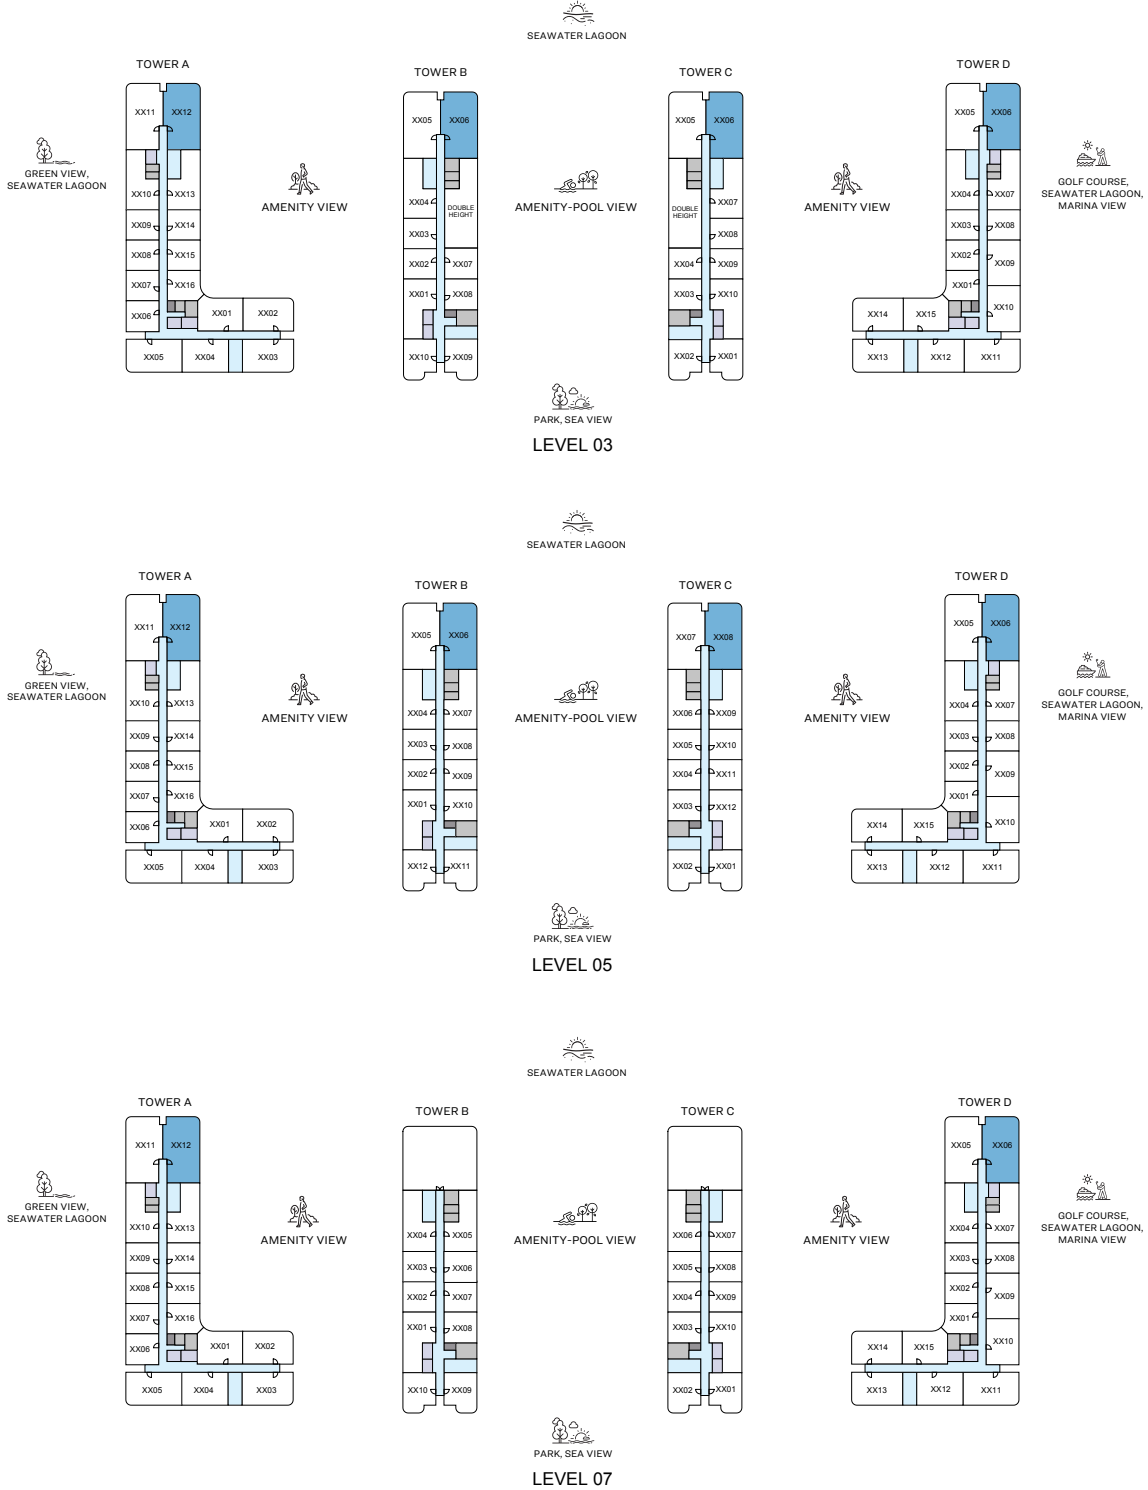 SEAWATER LAGOON
TOWER A
TOWER B
TOWER C
TOWER D
XX11 XX12
XX05 XX06
XX05 XX06
XX05 XX06
GREEN VIEW,
SEAWATER LAGOON
AMENITY VIEW
AMENITY-POOL VIEW
AMENITY VIEW
GOLF COURSE,
SEAWATER LAGOON,
MARINA VIEW
XX10 XX13
XX09 XX14
XX08 XX15
XX07 XX16
XX06 XX01 XX02
XX05 XX04 XX03
XX04 DOUBLE
HEIGHT
XX03
XX02 XX07
XX01 XX08
XX10 XX09
DOUBLE
HEIGHT
XX07
XX08
XX04 XX09
XX03 XX10
XX02 XX01
XX04 XX07
XX03 XX08
XX02 XX09
XX01 XX10
XX14 XX15
XX13 XX12 XX11
PARK, SEA VIEW
LEVEL 03
SEAWATER LAGOON
TOWER A
TOWER B
TOWER C
TOWER D
XX11 XX12
XX05 XX06
XX07 XX08
XX05 XX06
GREEN VIEW,
SEAWATER LAGOON
AMENITY VIEW
AMENITY-POOL VIEW
AMENITY VIEW
GOLF COURSE,
SEAWATER LAGOON,
MARINA VIEW
XX10 XX13
XX09 XX14
XX08 XX15
XX07 XX16
XX06 XX01 XX02
XX05 XX04 XX03
XX04 XX07
XX03 XX08
XX02 XX09
XX01 XX10
XX12 XX11
XX06 XX09
XX05 XX10
XX04 XX11
XX03 XX12
XX02 XX01
XX04 XX07
XX03 XX08
XX02 XX09
XX01 XX10
XX14 XX15
XX13 XX12 XX11
PARK, SEA VIEW
LEVEL 05
SEAWATER LAGOON
TOWER A
TOWER B
TOWER C
TOWER D
XX11 XX12
XX05 XX06
GREEN VIEW,
SEAWATER LAGOON
AMENITY VIEW
AMENITY-POOL VIEW
AMENITY VIEW
GOLF COURSE,
SEAWATER LAGOON,
MARINA VIEW
XX10 XX13
XX09 XX14
XX08 XX15
XX07 XX16
XX06 XX01 XX02
XX05 XX04 XX03
XX04 XX05
XX03 XX06
XX02 XX07
XX01 XX08
XX10 XX09
XX06 XX07
XX05 XX08
XX04 XX09
XX03 XX10
XX02 XX01
XX04 XX07
XX03 XX08
XX02 XX09
XX01 XX10
XX14 XX15
XX13 XX12 XX11
PARK, SEA VIEW
LEVEL 07